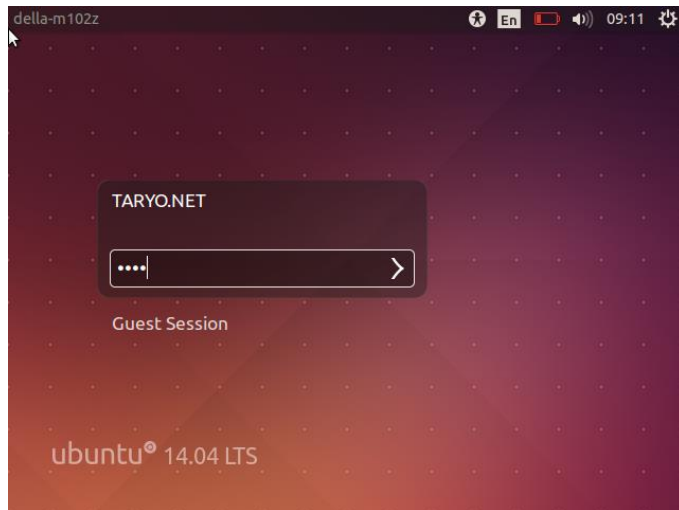 della-m102z En 09:11
TARYO.NET
Guest Session
ubuntu 14.04 LTS